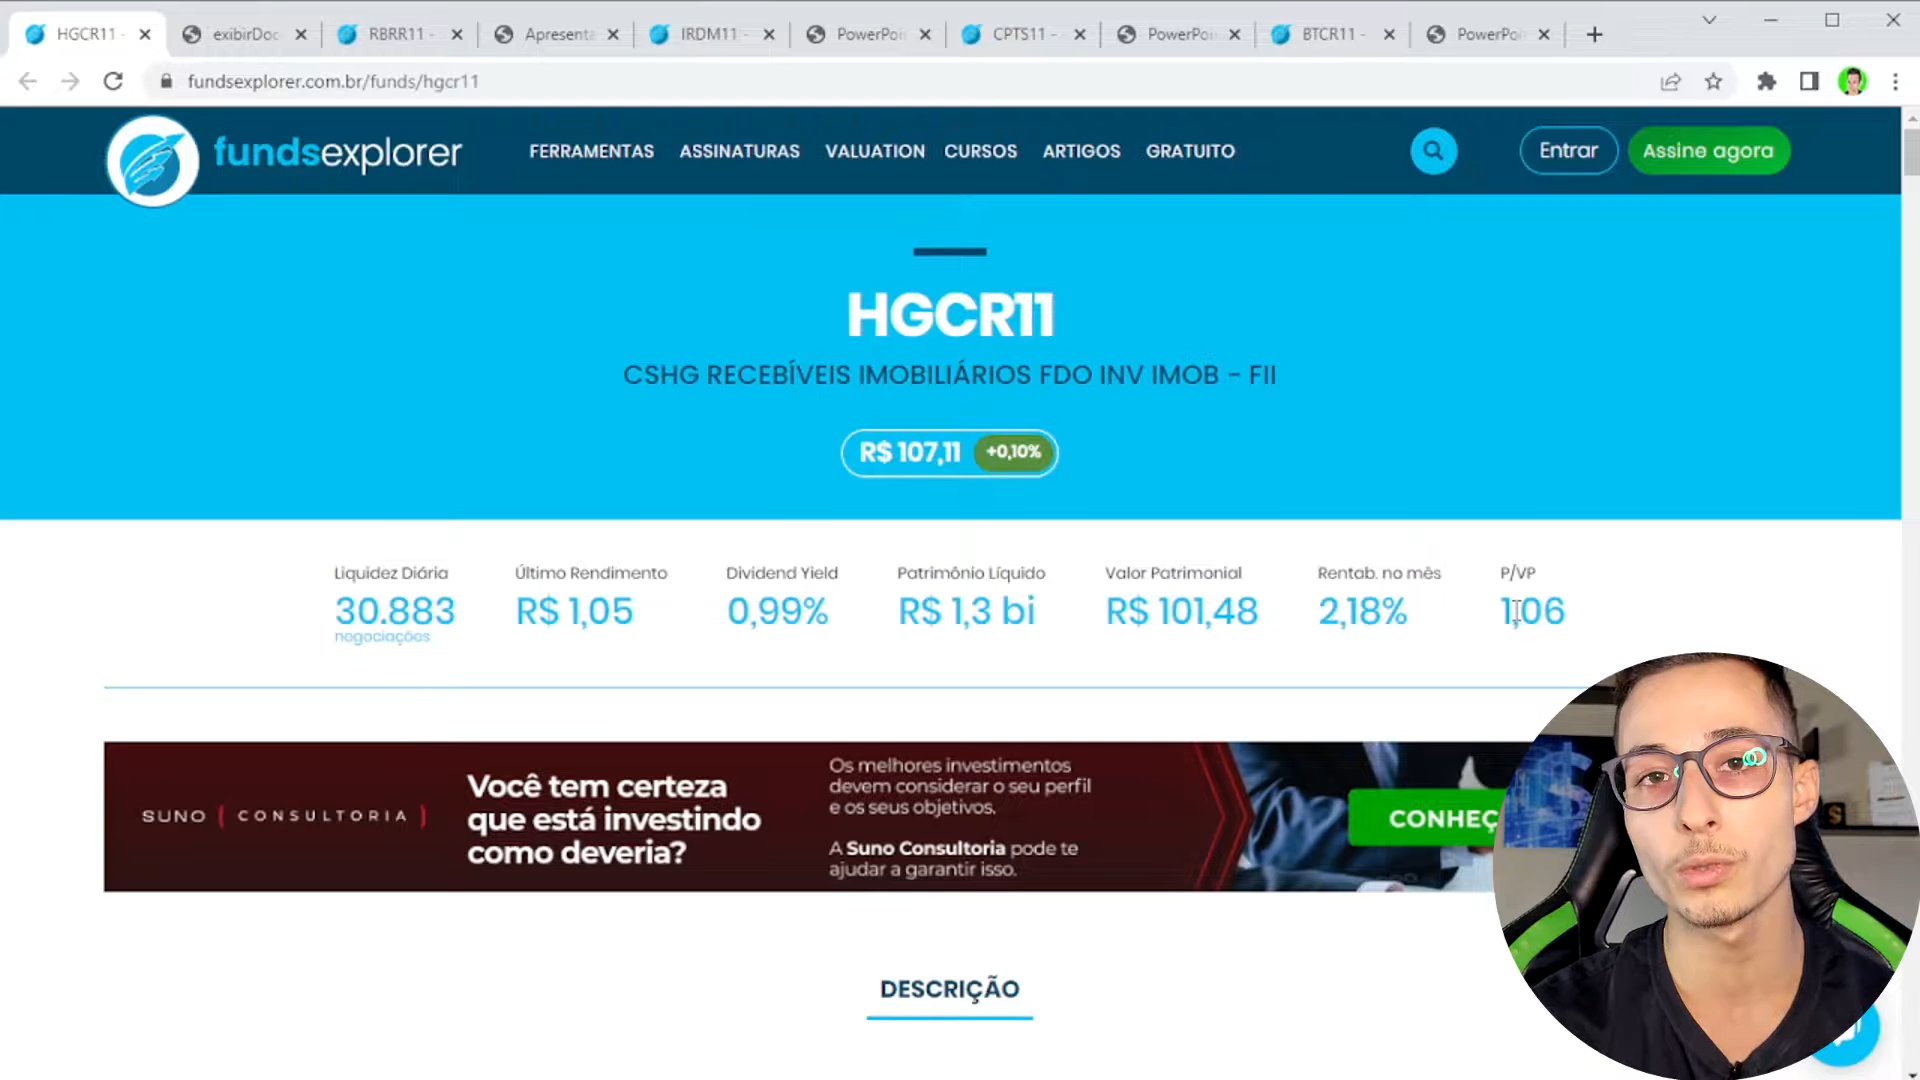 HGCR11 -
exibirDoc
RBRR11 -
Apresenta
IRDM11 -
PowerPoi
CPTS11 -
PowerPoi
BTCR11 -
PowerPoi
fundsexplorer.com.br/funds/hgcr11
fundsexplorer
FERRAMENTAS
ASSINATURAS
VALUATION
CURSOS
ARTIGOS
GRATUITO
Entrar
Assine agora
HGCR11
CSHG RECEBÍVEIS IMOBILIÁRIOS FDO INV IMOB - FII
R$ 107,11 +0,10%
Liquidez Diária
30.883
negociações
Último Rendimento
R$ 1,05
Dividend Yield
0,99%
Patrimônio Líquido
R$ 1,3 bi
Valor Patrimonial
R$ 101,48
Rentab. no mês
2,18%
P/VP
1,06
SUNO ( CONSULTORIA )
Você tem certeza
que está investindo
como deveria?
Os melhores investimentos
devem considerar o seu perfil
e os seus objetivos.
A Suno Consultoria pode te
ajudar a garantir isso.
CONHEÇ
DESCRIÇÃO